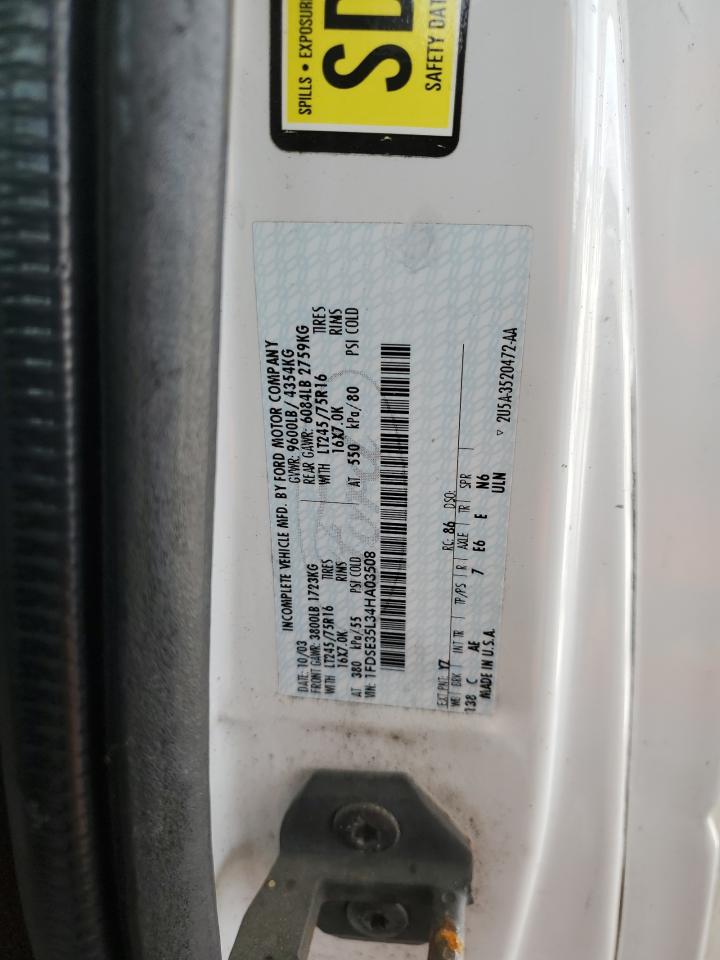 SPILLS • EXPOSUR
SD
SAFETY DAT
INCOMPLETE VEHICLE MFD. BY FORD MOTOR COMPANY
DATE: 10/03 GVWR: 9600LB/ 4354KG
FRONT GAWR: 3800LB 1723KG REAR GAWR: 6084LB 2759KG
WITH LT245/75R16 TIRES WITH LT245/75R16 TIRES
16X7.0K RIMS 16X7.0K RIMS
AT 380 kPa/55 PSI COLD AT 550 kPa/80 PSI COLD
VIN: 1FDSE35L34HA03508
EXT PNT: YZ RC: 86 DSO:
WB BRK INT TR TP/PS R AXLE TR SPR
138 C AE 7 E6 E N6
MADE IN U.S.A. ULN
▽ 2U5A-3520472-AA